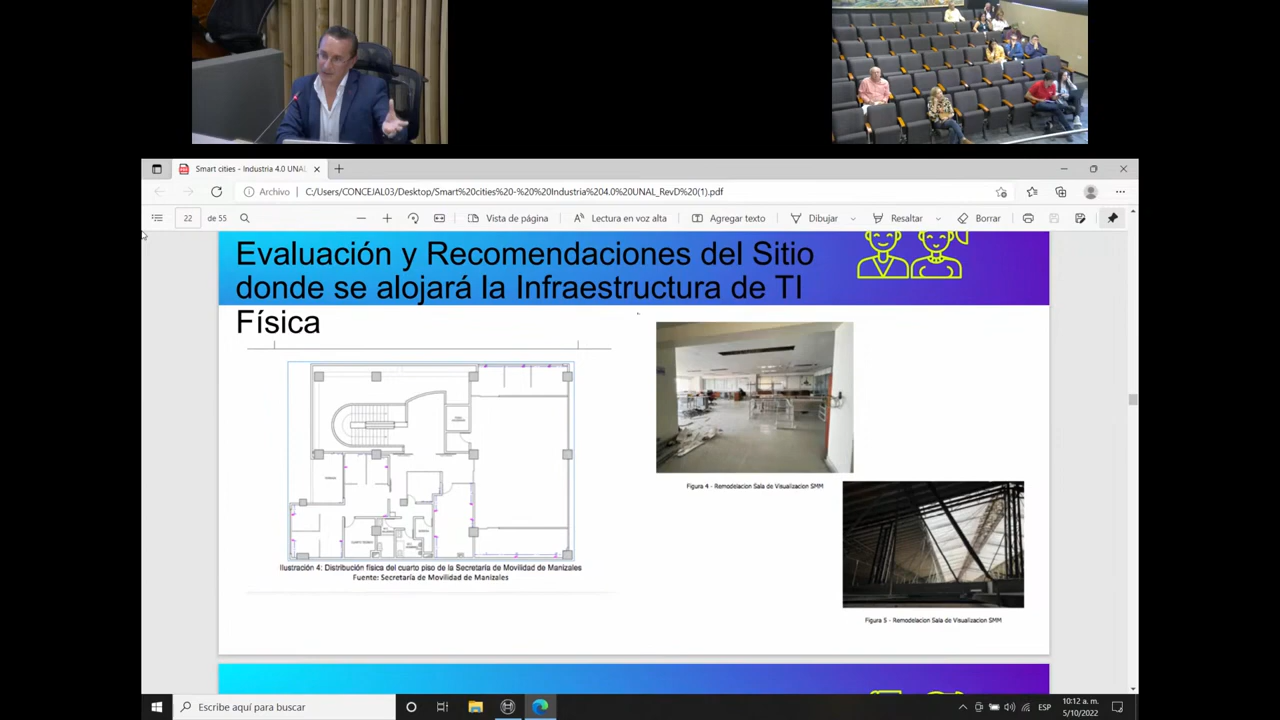 Smart cities - Industria 4.0 UNAL
Archivo
C:/Users/CONCEJAL03/Desktop/Smart%20cities%20-%20%20Industria%204.0%20UNAL_RevD%20(1).pdf
22
de 55
Vista de página
Lectura en voz alta
Agregar texto
Dibujar
Resaltar
Borrar
Evaluación y Recomendaciones del Sitio
donde se alojará la Infraestructura de TI
Física
Figura 4 - Remodelacion Sala de Visualizacion SMM
Ilustración 4: Distribución física del cuarto piso de la Secretaría de Movilidad de Manizales
Fuente: Secretaría de Movilidad de Manizales
Figura 5 - Remodelacion Sala de Visualizacion SMM
Escribe aquí para buscar
ESP
10:12 a. m.
5/10/2022